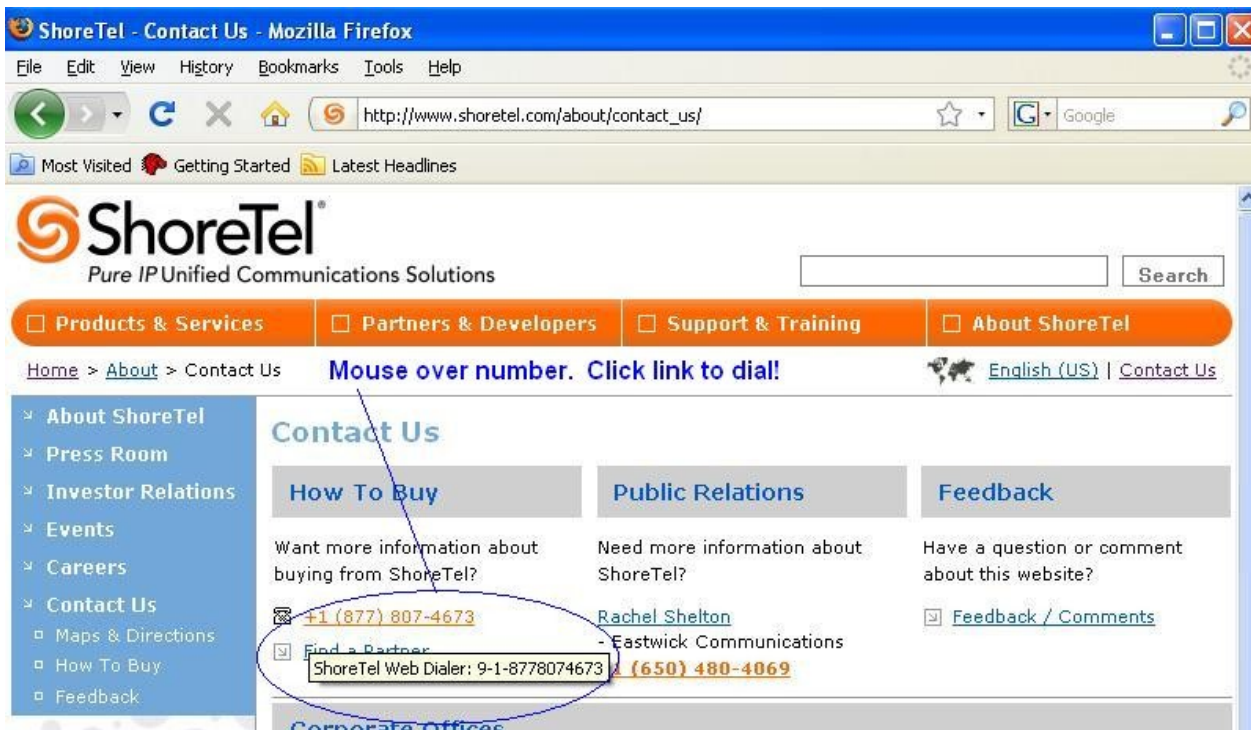 ShoreTel - Contact Us - Mozilla Firefox
File Edit View History Bookmarks Tools Help
http://www.shoretel.com/about/contact_us/
G Google
Most Visited Getting Started Latest Headlines
ShoreTel®
Pure IP Unified Communications Solutions
Search
Products & Services Partners & Developers Support & Training About ShoreTel
Home > About > Contact Us
Mouse over number. Click link to dial!
English (US) | Contact Us
About ShoreTel
Press Room
Investor Relations
Events
Careers
Contact Us
Maps & Directions
How To Buy
Feedback
Contact Us
How To Buy
Want more information about
buying from ShoreTel?
+1 (877) 807-4673
Find a Partner
ShoreTel Web Dialer: 9-1-8778074673
Public Relations
Need more information about
ShoreTel?
Rachel Shelton
- Eastwick Communications
(650) 480-4069
Feedback
Have a question or comment
about this website?
Feedback / Comments
Corporate Offices